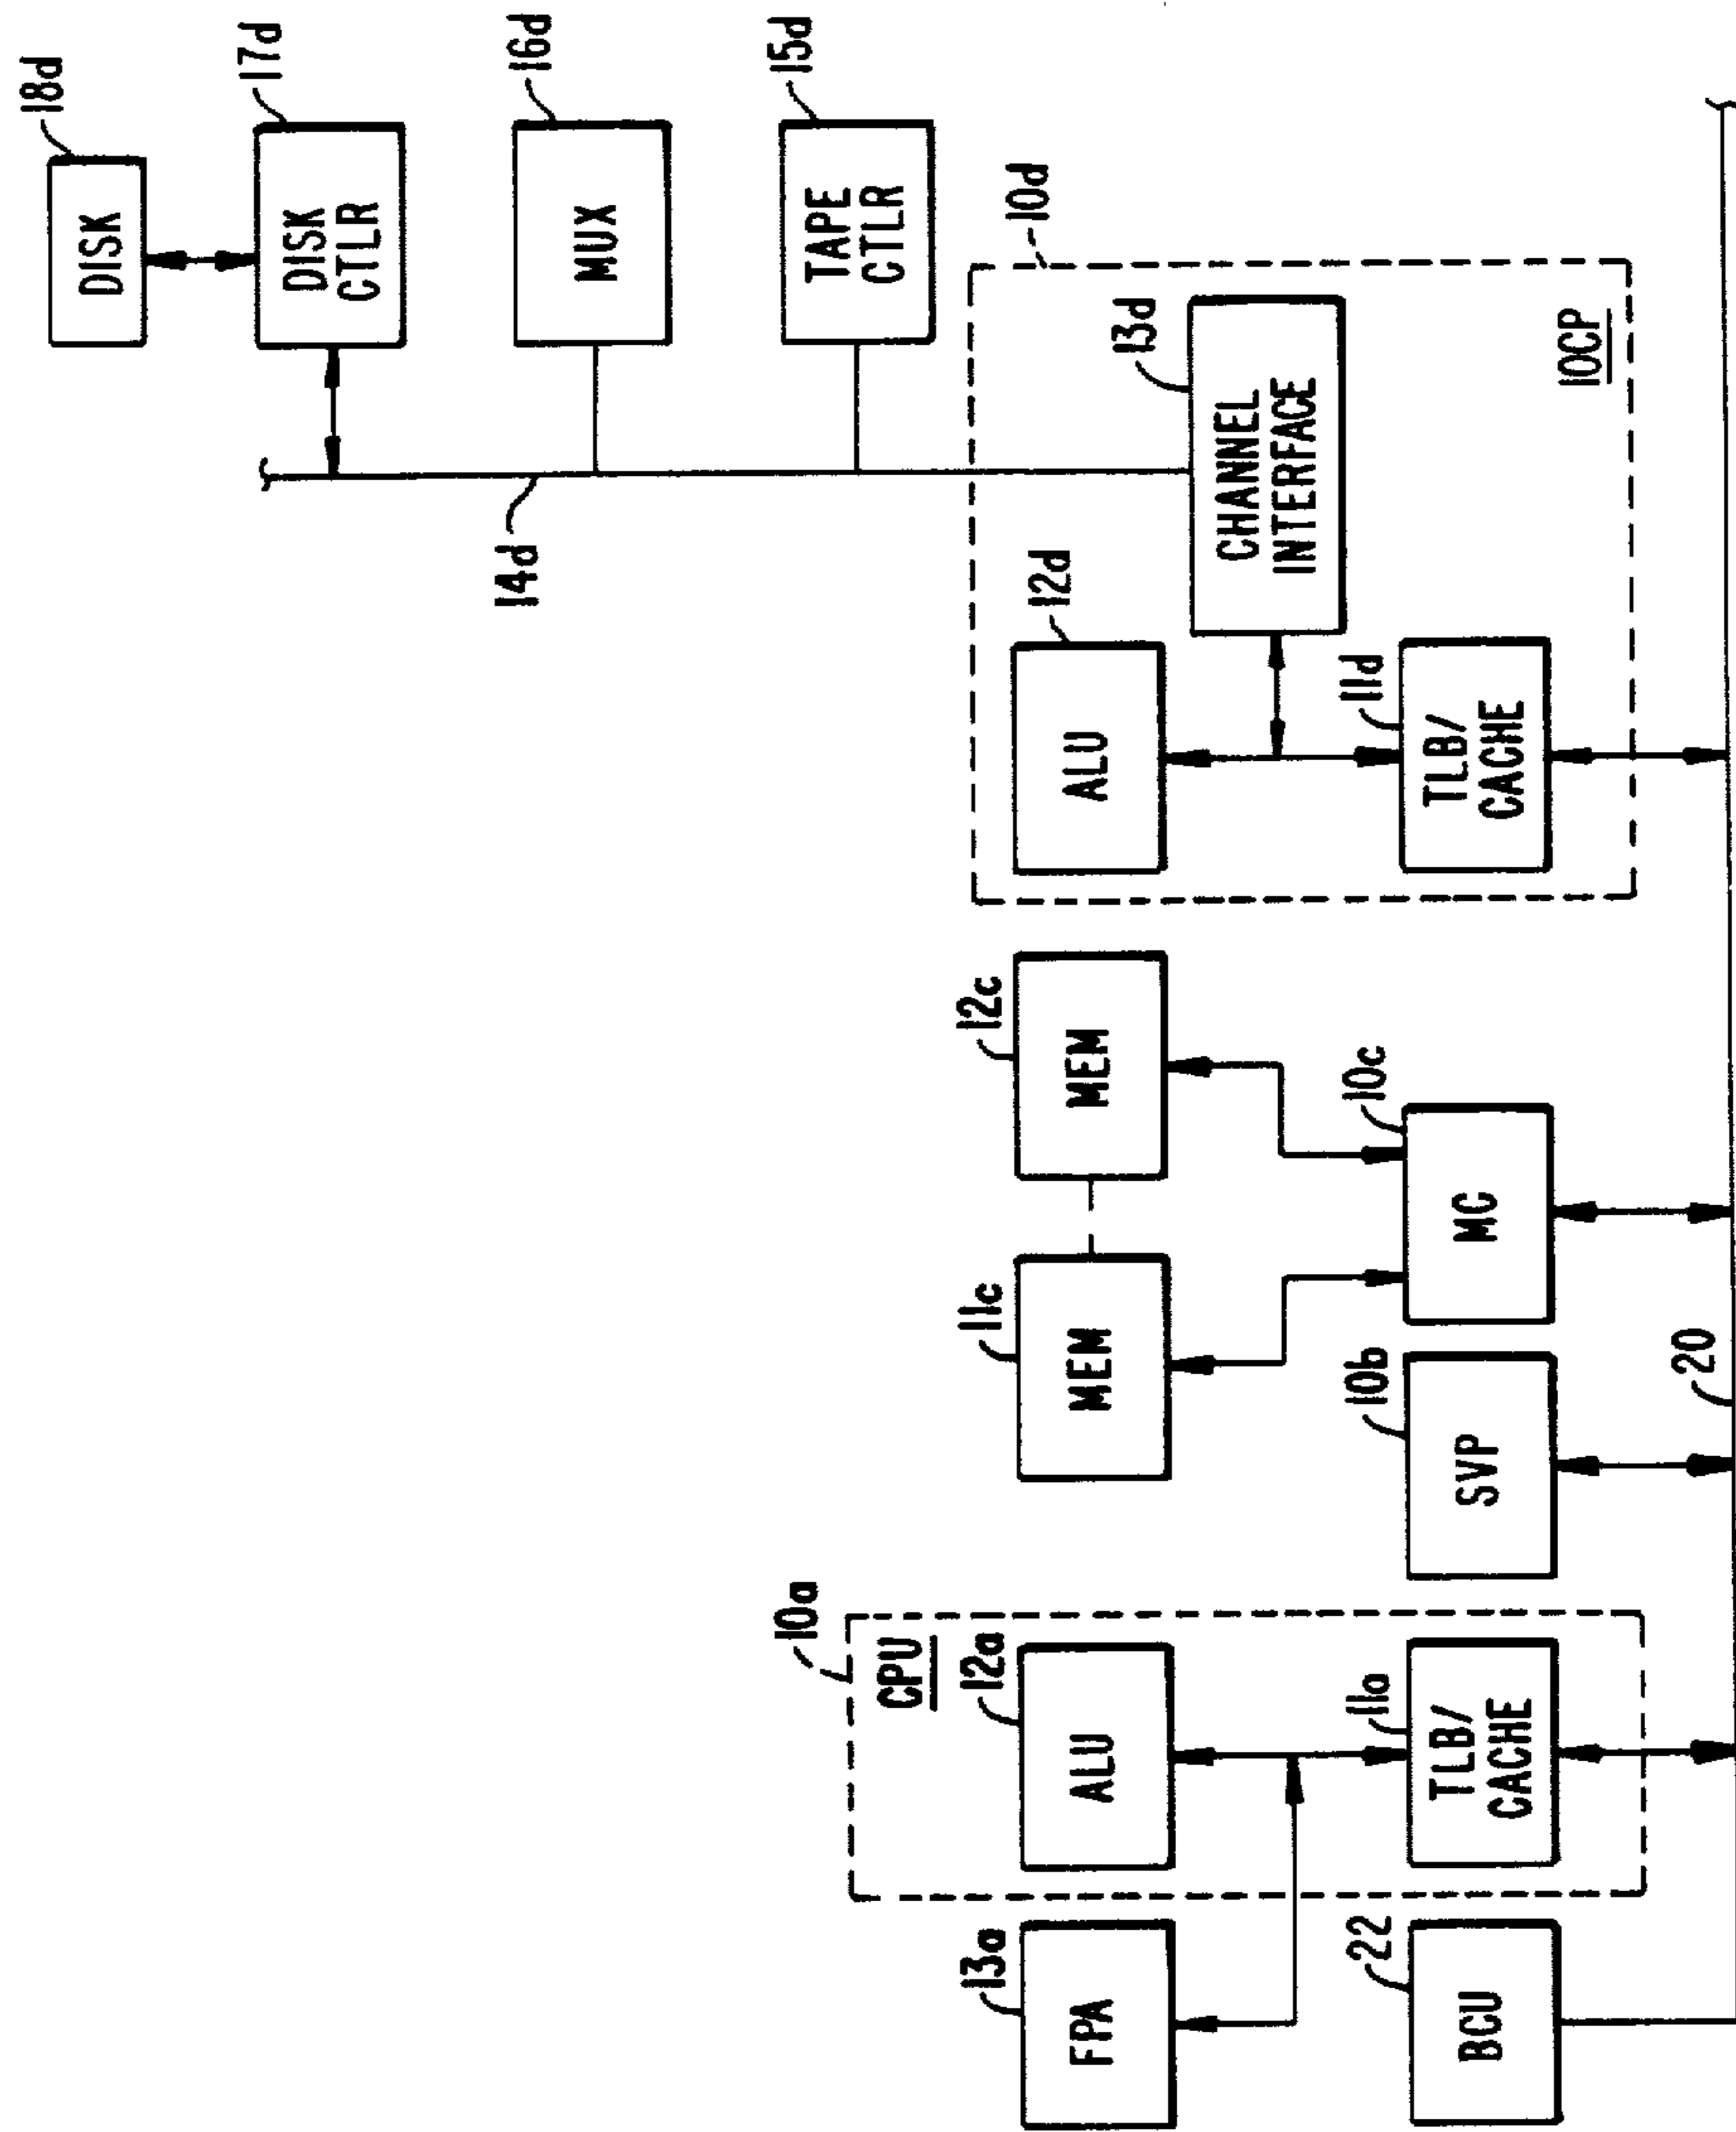 18d
DISK
17d
DISK
CTLR
16d
MUX
15d
TAPE
CTLR
14d
10d
13d
CHANNEL
INTERFACE
IOCP
12d
ALU
11d
TLB/
CACHE
12c
MEM
11c
MEM
10c
MC
10b
SVP
20
10a
CPU
12a
ALU
11a
TLB/
CACHE
13a
FPA
22
BCU